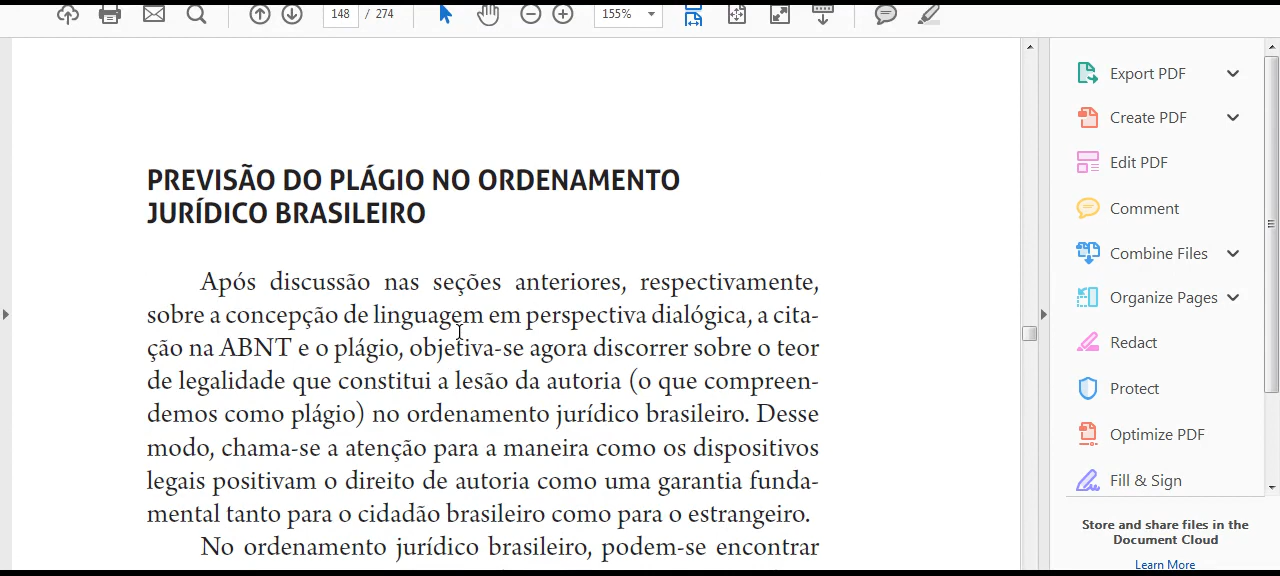 148 / 274
155%
PREVISÃO DO PLÁGIO NO ORDENAMENTO
JURÍDICO BRASILEIRO
Após discussão nas seções anteriores, respectivamente,
sobre a concepção de linguagem em perspectiva dialógica, a cita-
ção na ABNT e o plágio, objetiva-se agora discorrer sobre o teor
de legalidade que constitui a lesão da autoria (o que compreen-
demos como plágio) no ordenamento jurídico brasileiro. Desse
modo, chama-se a atenção para a maneira como os dispositivos
legais positivam o direito de autoria como uma garantia funda-
mental tanto para o cidadão brasileiro como para o estrangeiro.
No ordenamento jurídico brasileiro, podem-se encontrar
Export PDF
Create PDF
Edit PDF
Comment
Combine Files
Organize Pages
Redact
Protect
Optimize PDF
Fill & Sign
Store and share files in the
Document Cloud
Learn More